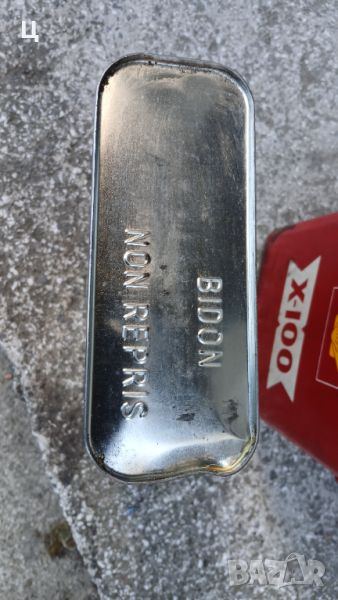 Ц
BIDON
NON REPRIS
X-100
BAZAR